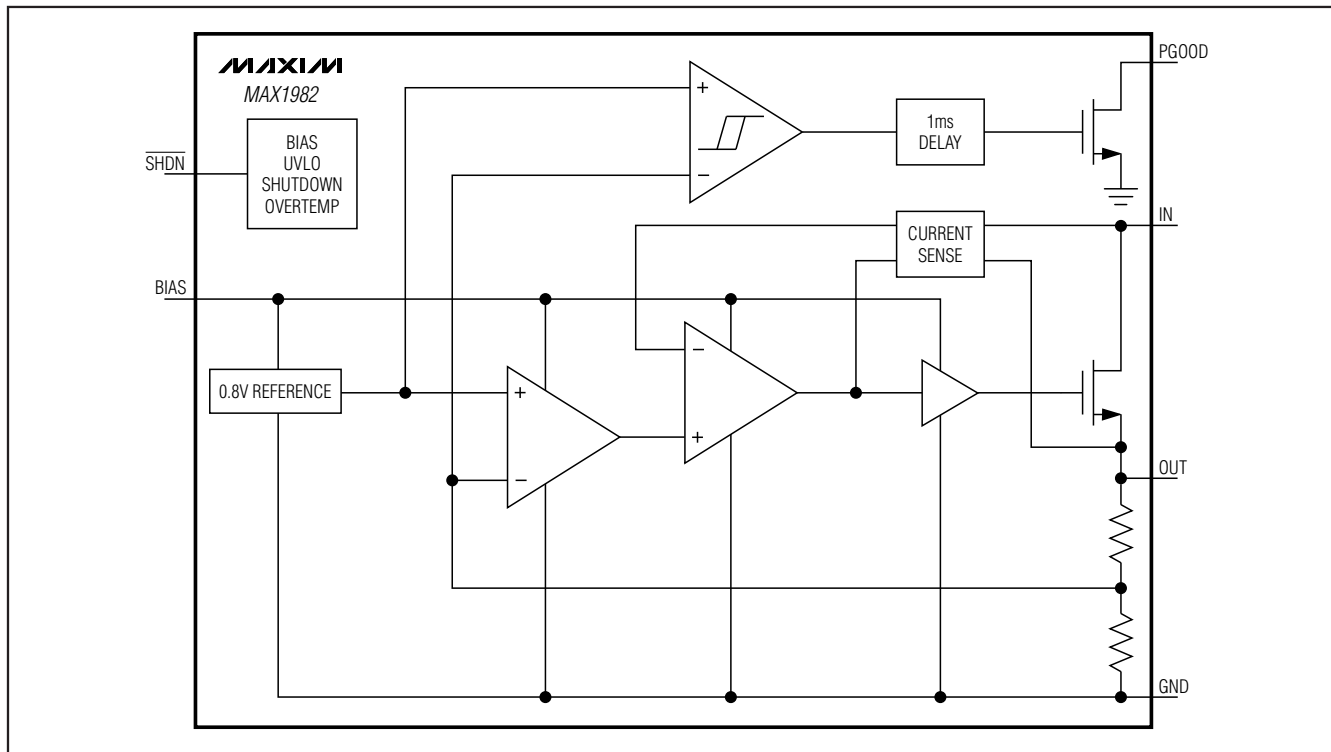 MAXIM
MAX1982
PGOOD
+
1ms
DELAY
BIAS
UVLO
SHUTDOWN
OVERTEMP
SHDN
−
IN
CURRENT
SENSE
BIAS
−
0.8V REFERENCE
+
+
−
OUT
GND